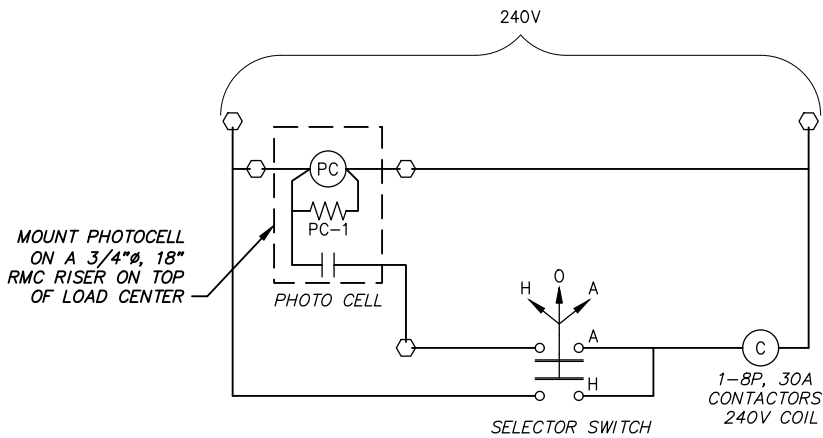 240V
PC
PC-1
MOUNT PHOTOCELL
ON A 3/4"ø, 18"
RMC RISER ON TOP
OF LOAD CENTER
PHOTO CELL
H
O
A
A
H
C
1-8P, 30A
CONTACTORS
240V COIL
SELECTOR SWITCH